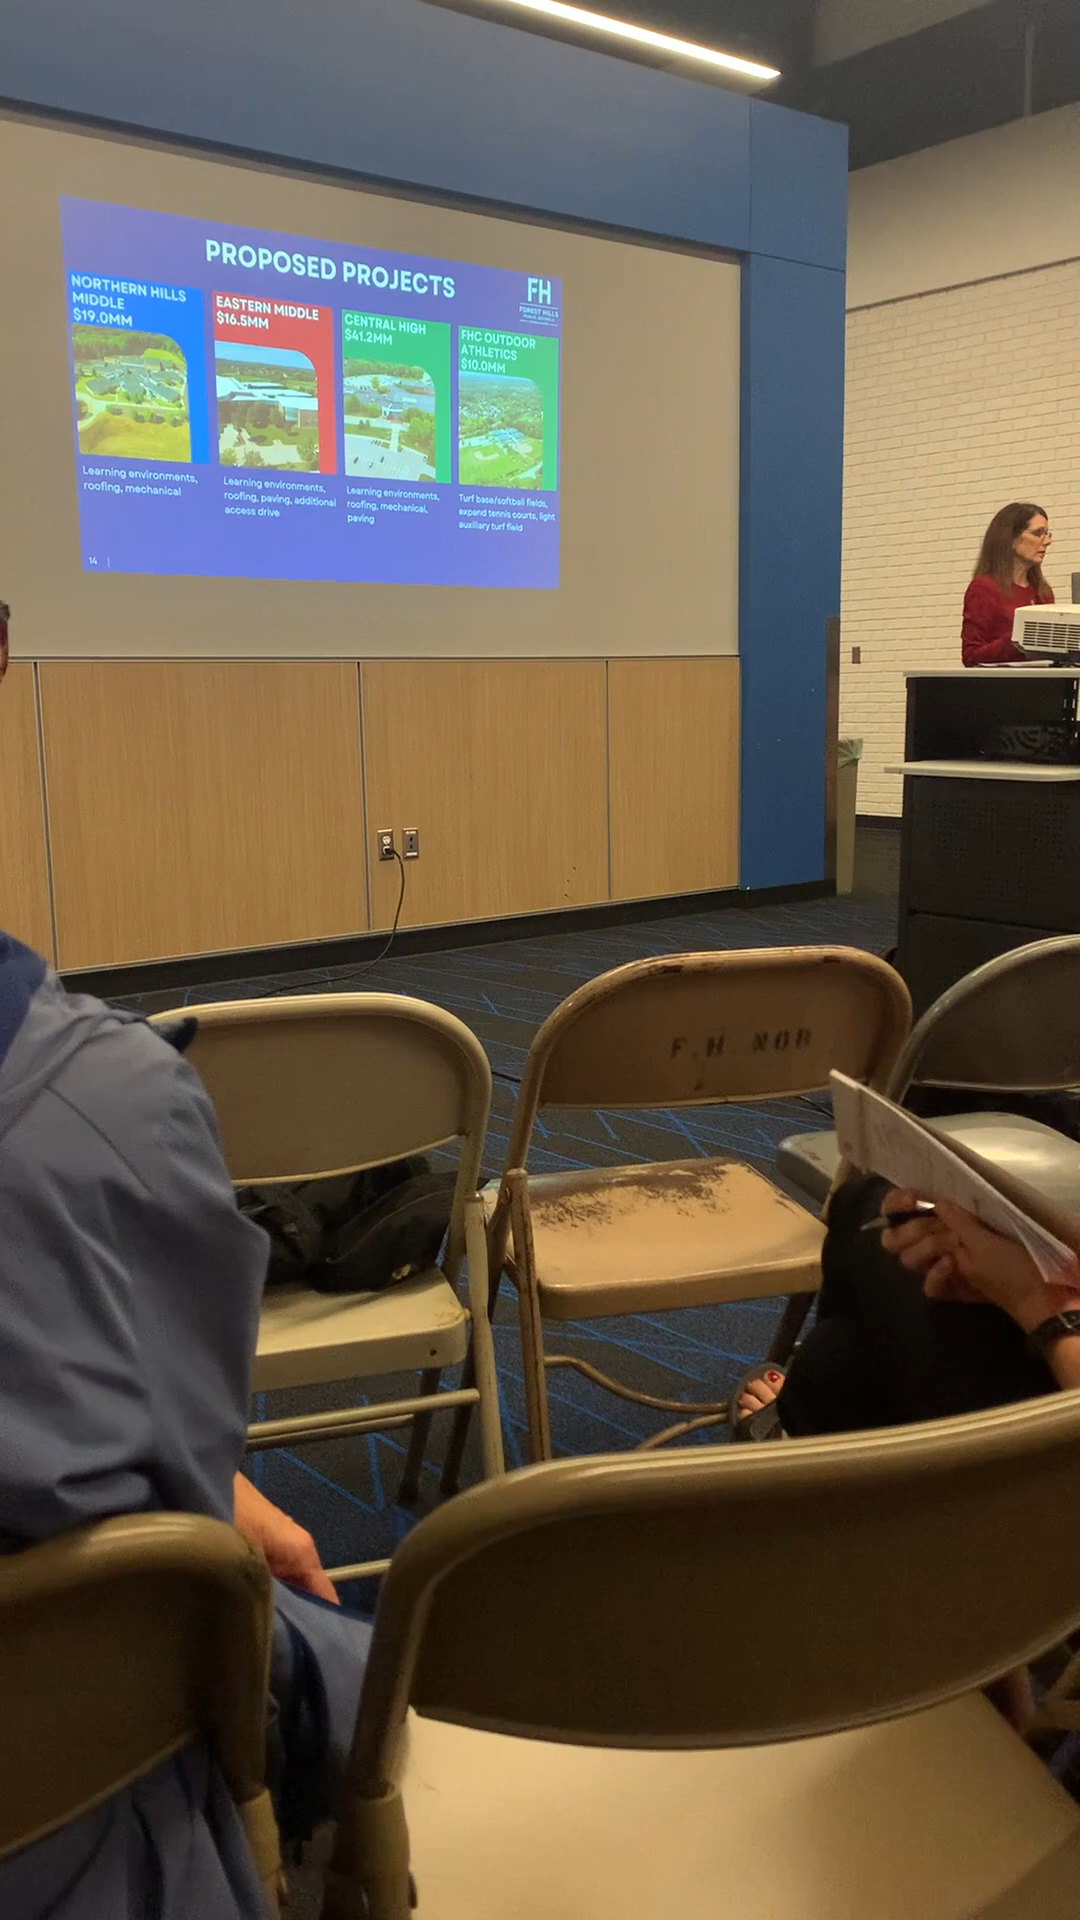 PROPOSED PROJECTS
FH
FOREST HILLS
NORTHERN HILLS
MIDDLE
$19.0MM
Learning environments,
roofing, mechanical
EASTERN MIDDLE
$16.5MM
Learning environments,
roofing, paving, additional
access drive
CENTRAL HIGH
$41.2MM
Learning environments,
roofing, mechanical,
paving
FHC OUTDOOR
ATHLETICS
$10.0MM
Turf base/softball fields,
expand tennis courts, light
auxiliary turf field
14 |
F.H NOR